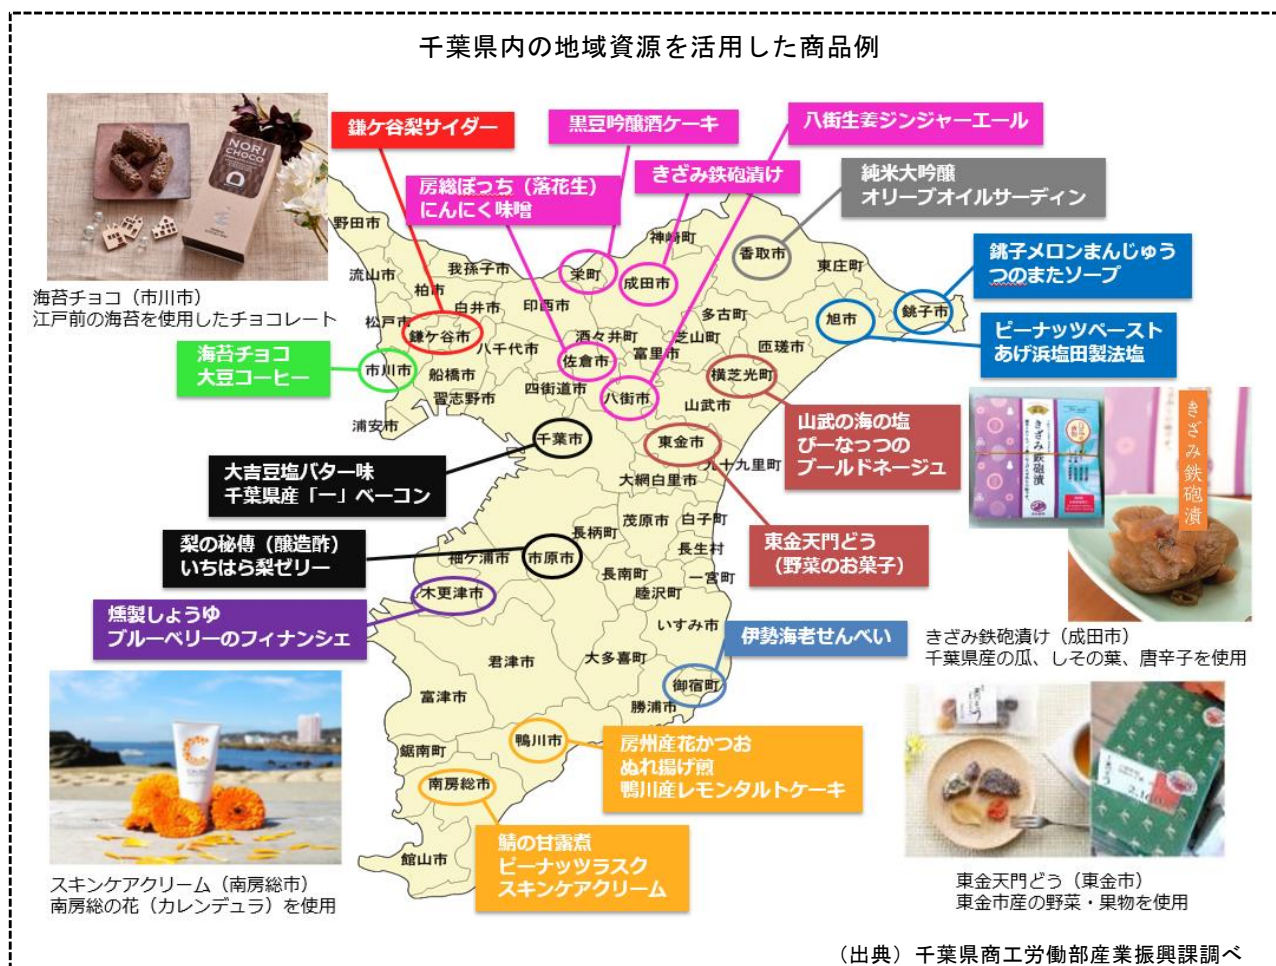 千葉県内の地域資源を活用した商品例
NORI
CHOCO
海苔チョコ（市川市）
江戸前の海苔を使用したチョコレート
鎌ケ谷梨サイダー
黒豆吟醸酒ケーキ
八街生姜ジンジャーエール
房総ぽっち（落花生）
にんにく味噌
きざみ鉄砲漬け
純米大吟醸
オリーブオイルサーディン
銚子メロンまんじゅう
つのまたソープ
ピーナッツペースト
あげ浜塩田製法塩
海苔チョコ
大豆コーヒー
山武の海の塩
ぴーなっつの
ブールドネージュ
大吉豆塩バター味
千葉県産「一」ベーコン
東金天門どう
（野菜のお菓子）
梨の秘傳（醸造酢）
いちはら梨ゼリー
燻製しょうゆ
ブルーベリーのフィナンシェ
伊勢海老せんべい
房州産花かつお
ぬれ揚げ煎
鴨川産レモンタルトケーキ
鯖の甘露煮
ピーナッツラスク
スキンケアクリーム
野田市
流山市
柏市
我孫子市
松戸市
白井市
印西市
栄町
成田市
神崎町
香取市
東庄町
銚子市
旭市
多古町
匝瑳市
芝山町
横芝光町
鎌ケ谷市
八千代市
酒々井町
富里市
佐倉市
市川市
船橋市
四街道市
八街市
山武市
習志野市
浦安市
千葉市
東金市
九十九里町
大網白里市
茂原市
白子町
長柄町
長生村
袖ケ浦市
市原市
長南町
一宮町
睦沢町
木更津市
いすみ市
君津市
大多喜町
御宿町
富津市
勝浦市
鴨川市
鋸南町
南房総市
館山市
きざみ鉄砲漬
きざみ鉄砲漬
きざみ鉄砲漬け（成田市）
千葉県産の瓜、しその葉、唐辛子を使用
スキンケアクリーム（南房総市）
南房総の花（カレンデュラ）を使用
東金天門どう（東金市）
東金市産の野菜・果物を使用
（出典）千葉県商工労働部産業振興課調べ